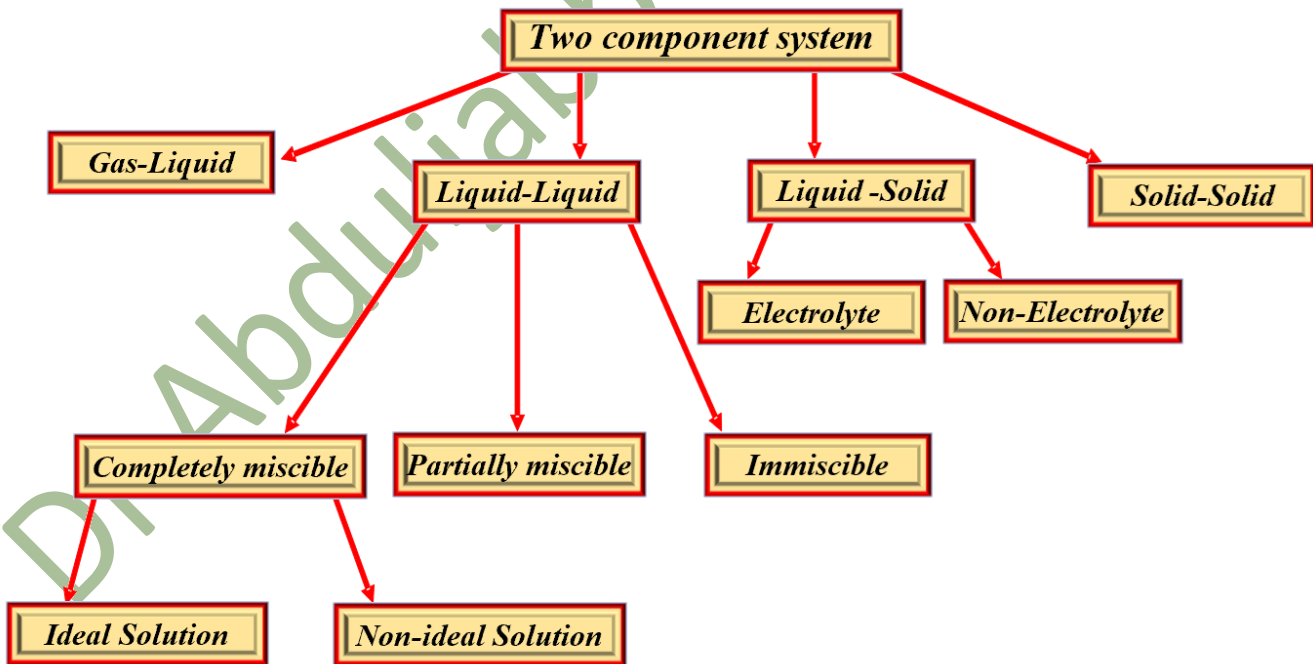 Two component system
Gas-Liquid
Liquid-Liquid
Liquid -Solid
Solid-Solid
Electrolyte
Non-Electrolyte
Completely miscible
Partially miscible
Immiscible
Ideal Solution
Non-ideal Solution